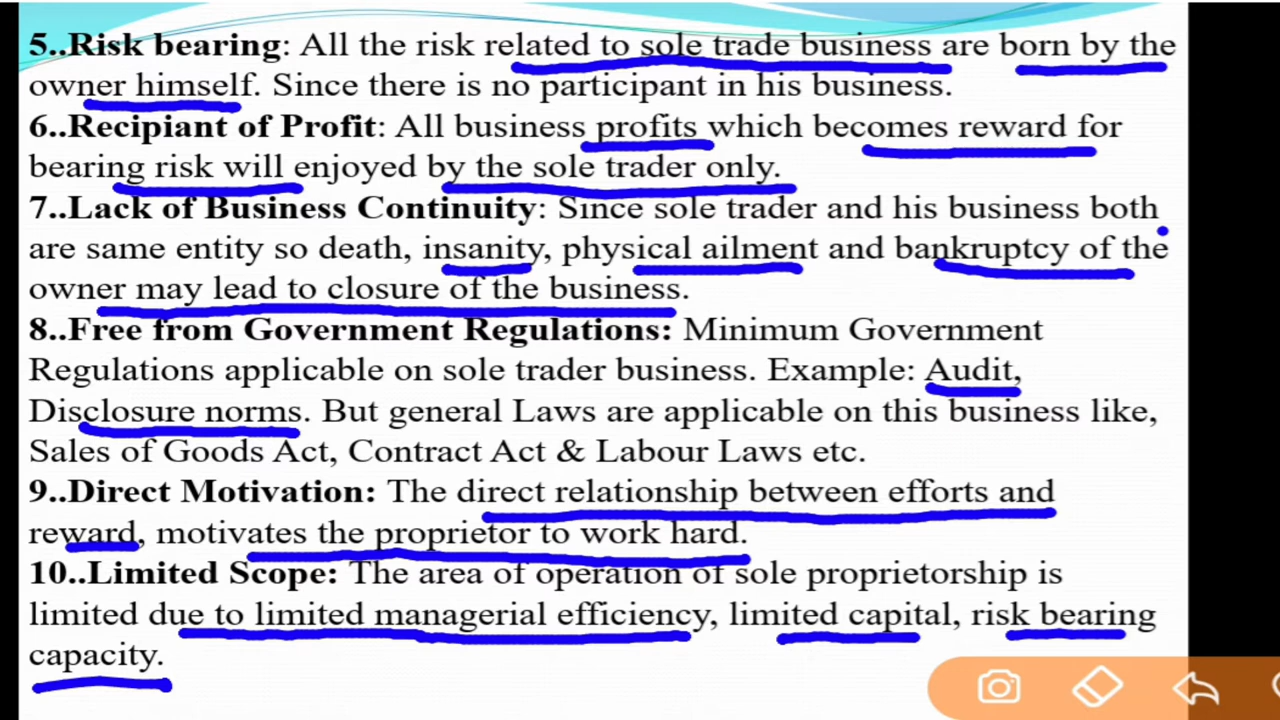 5..Risk bearing: All the risk related to sole trade business are born by the
owner himself. Since there is no participant in his business.
6..Recipiant of Profit: All business profits which becomes reward for
bearing risk will enjoyed by the sole trader only.
7..Lack of Business Continuity: Since sole trader and his business both
are same entity so death, insanity, physical ailment and bankruptcy of the
owner may lead to closure of the business.
8..Free from Government Regulations: Minimum Government
Regulations applicable on sole trader business. Example: Audit,
Disclosure norms. But general Laws are applicable on this business like,
Sales of Goods Act, Contract Act & Labour Laws etc.
9..Direct Motivation: The direct relationship between efforts and
reward, motivates the proprietor to work hard.
10..Limited Scope: The area of operation of sole proprietorship is
limited due to limited managerial efficiency, limited capital, risk bearing
capacity.